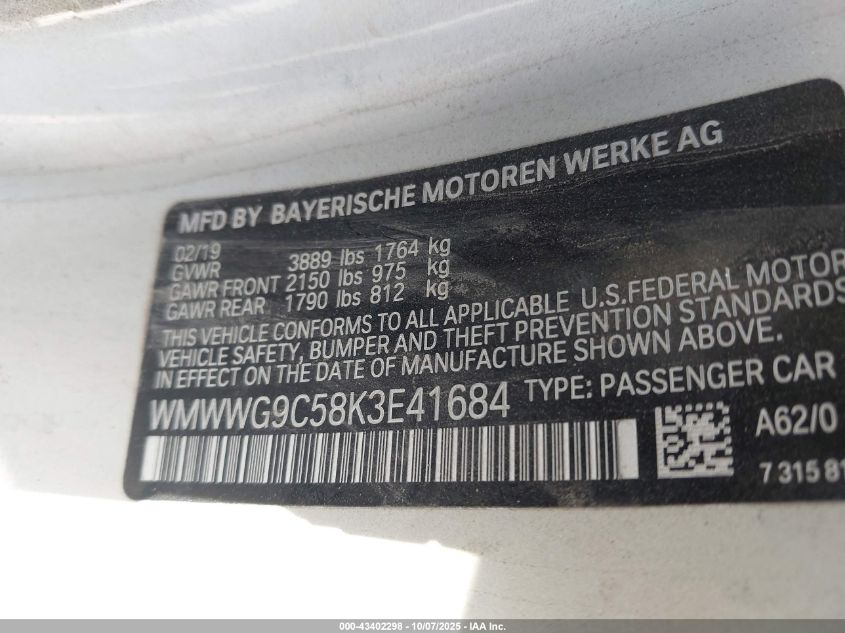 MFD BY BAYERISCHE MOTOREN WERKE AG
02/19
GVWR 3889 lbs 1764 kg
GAWR FRONT 2150 lbs 975 kg
GAWR REAR 1790 lbs 812 kg
THIS VEHICLE CONFORMS TO ALL APPLICABLE U.S.FEDERAL MOTOR
VEHICLE SAFETY, BUMPER AND THEFT PREVENTION STANDARDS
IN EFFECT ON THE DATE OF MANUFACTURE SHOWN ABOVE.
WMWWG9C58K3E41684 TYPE: PASSENGER CAR
A62/0
7 315 81
000-43402298 - 10/07/2025 - IAA Inc.